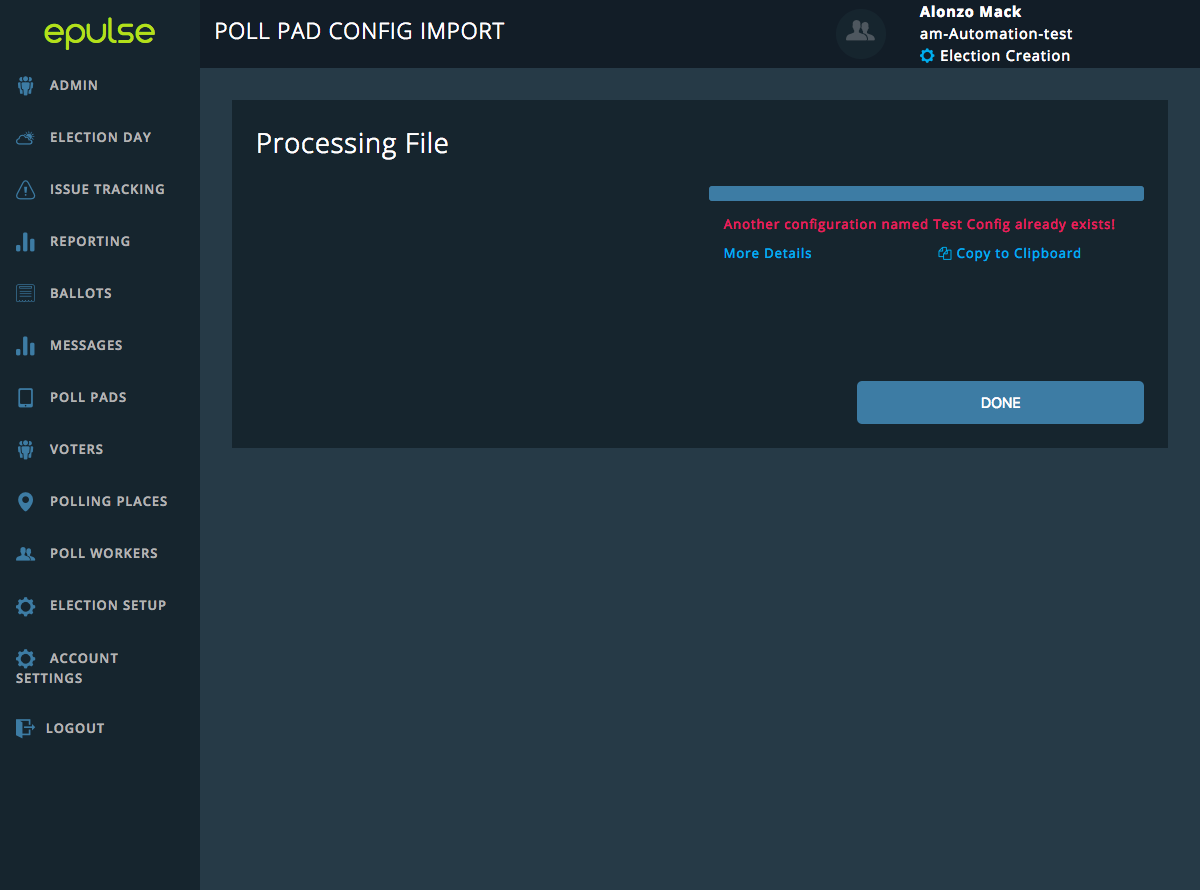 epulse
POLL PAD CONFIG IMPORT
Alonzo Mack
am-Automation-test
Election Creation
ADMIN
ELECTION DAY
ISSUE TRACKING
REPORTING
BALLOTS
MESSAGES
POLL PADS
VOTERS
POLLING PLACES
POLL WORKERS
ELECTION SETUP
ACCOUNT
SETTINGS
LOGOUT
Processing File
Another configuration named Test Config already exists!
More Details
Copy to Clipboard
DONE